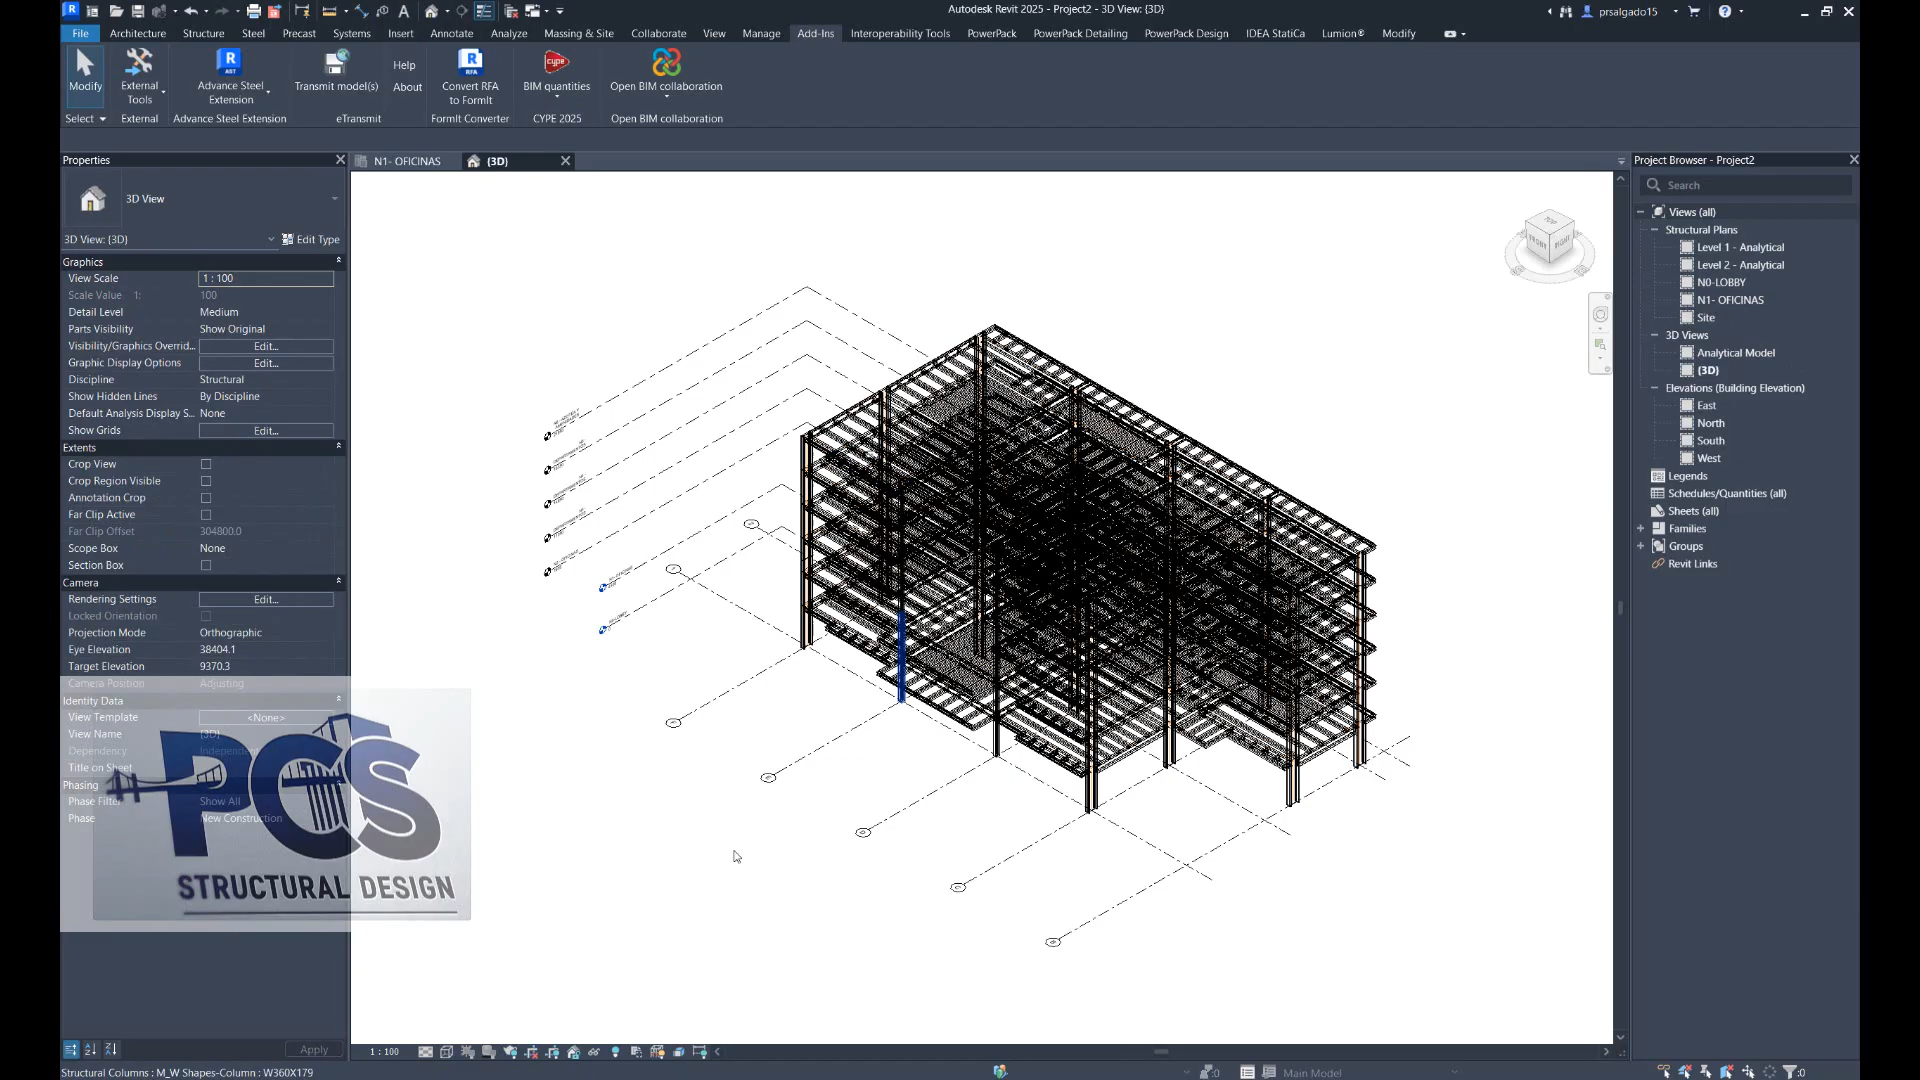 Autodesk Revit 2025 - Project2 - 3D View: {3D}
prsalgado15
File Architecture Structure Steel Precast Systems Insert Annotate Analyze Massing & Site Collaborate View Manage Add-Ins Interoperability Tools PowerPack PowerPack Detailing PowerPack Design IDEA StatiCa Lumion® Modify
Modify
External Tools
Advance Steel Extension
Transmit model(s)
Help
About
Convert RFA to FormIt
BIM quantities
Open BIM collaboration
Select External Advance Steel Extension eTransmit FormIt Converter CYPE 2025 Open BIM collaboration
Properties
N1- OFICINAS
{3D}
Project Browser - Project2
3D View
3D View: {3D}
Edit Type
Graphics
View Scale 1 : 100
Scale Value 1: 100
Detail Level Medium
Parts Visibility Show Original
Visibility/Graphics Overrid... Edit...
Graphic Display Options Edit...
Discipline Structural
Show Hidden Lines By Discipline
Default Analysis Display S... None
Show Grids Edit...
Extents
Crop View
Crop Region Visible
Annotation Crop
Far Clip Active
Far Clip Offset 304800.0
Scope Box None
Section Box
Camera
Rendering Settings Edit...
Locked Orientation
Projection Mode Orthographic
Eye Elevation 38404.1
Target Elevation 9370.3
Camera Position Adjusting
Identity Data
View Template <None>
View Name {3D}
Dependency Independent
Title on Sheet
Phasing
Phase Filter Show All
Phase New Construction
PCS
STRUCTURAL DESIGN
Apply
TOP
FRONT
RIGHT
Search
Views (all)
Structural Plans
Level 1 - Analytical
Level 2 - Analytical
N0-LOBBY
N1- OFICINAS
Site
3D Views
Analytical Model
{3D}
Elevations (Building Elevation)
East
North
South
West
Legends
Schedules/Quantities (all)
Sheets (all)
Families
Groups
Revit Links
1 : 100
Structural Columns : M_W Shapes-Column : W360X179
:0
Main Model
:0